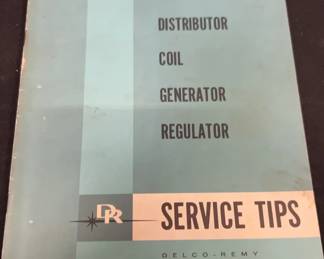 DISTRIBUTOR
COIL
GENERATOR
REGULATOR
DR
SERVICE TIPS
DELCO-REMY